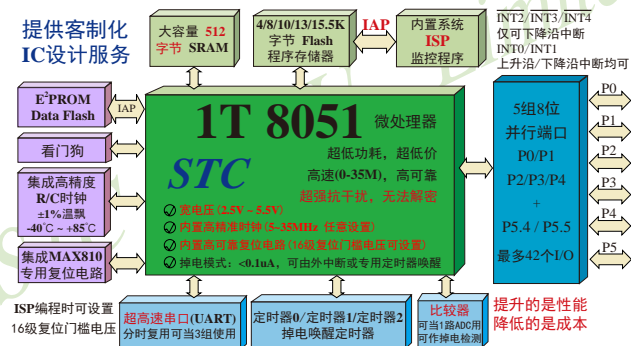 提供客制化
IC设计服务
大容量 512
字节 SRAM
4/8/10/13/15.5K
字节 Flash
程序存储器
IAP
内置系统
ISP
监控程序
INT2/INT3/INT4
仅可下降沿中断
INT0/INT1
上升沿/下降沿中断均可
E²PROM
Data Flash
IAP
看门狗
集成高精度
R/C时钟
±1%温飘
-40℃ ~ +85℃
集成MAX810
专用复位电路
ISP编程时可设置
16级复位门槛电压
1T 8051 微处理器
STC
超低功耗，超低价
高速(0-35M)，高可靠
超强抗干扰，无法解密
宽电压(2.5V ~ 5.5V)
内置高精准时钟(5~35MHz 任意设置)
内置高可靠复位电路(16级复位门槛电压可设置)
掉电模式：<0.1uA，可由外中断或专用定时器唤醒
5组8位
并行端口
P0/P1
P2/P3/P4
+
P5.4 / P5.5
最多42个I/O
P0
P1
P2
P3
P4
P5
超高速串口(UART)
分时复用可当3组使用
定时器0/定时器1/定时器2
掉电唤醒定时器
比较器
可当1路ADC用
可作掉电检测
提升的是性能
降低的是成本